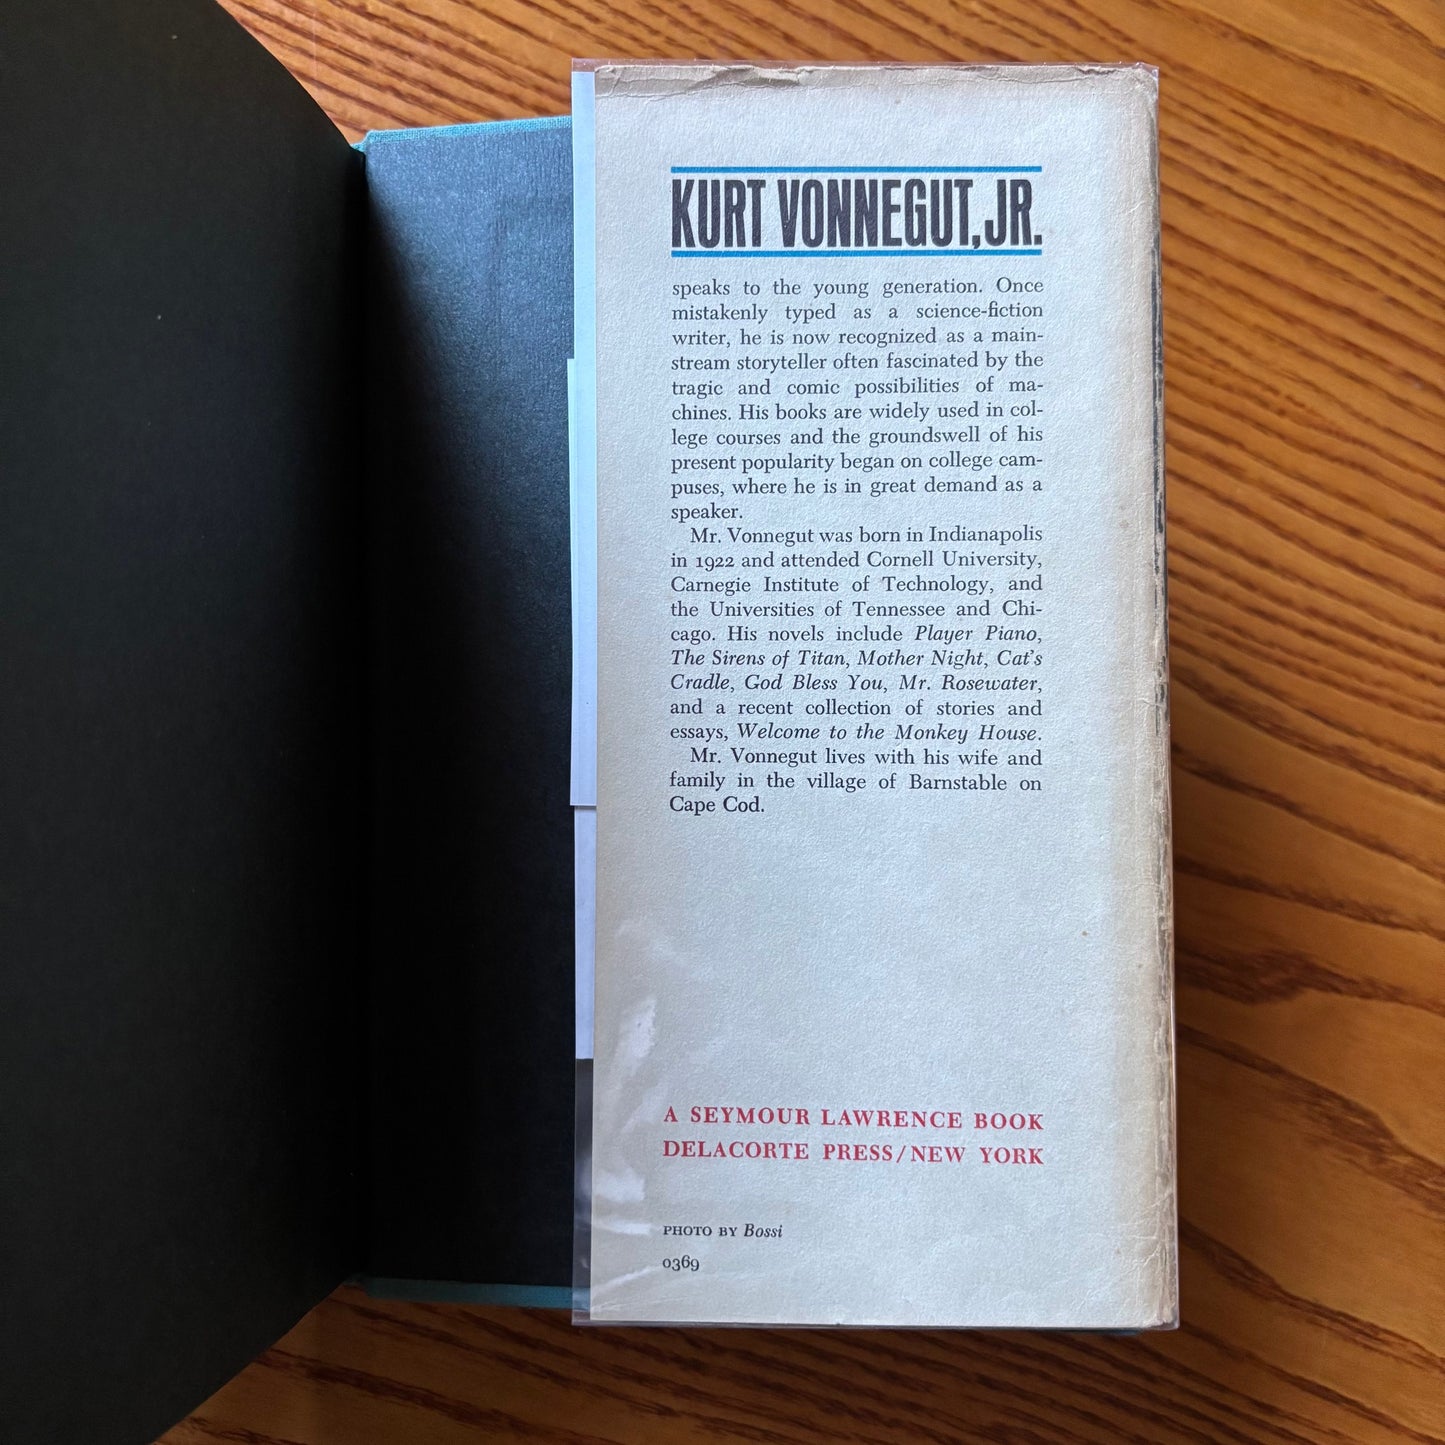 KURT VONNEGUT, JR.
speaks to the young generation. Once
mistakenly typed as a science-fiction
writer, he is now recognized as a main-
stream storyteller often fascinated by the
tragic and comic possibilities of ma-
chines. His books are widely used in col-
lege courses and the groundswell of his
present popularity began on college cam-
puses, where he is in great demand as a
speaker.
Mr. Vonnegut was born in Indianapolis
in 1922 and attended Cornell University,
Carnegie Institute of Technology, and
the Universities of Tennessee and Chi-
cago. His novels include Player Piano,
The Sirens of Titan, Mother Night, Cat's
Cradle, God Bless You, Mr. Rosewater,
and a recent collection of stories and
essays, Welcome to the Monkey House.
Mr. Vonnegut lives with his wife and
family in the village of Barnstable on
Cape Cod.
A SEYMOUR LAWRENCE BOOK
DELACORTE PRESS/NEW YORK
PHOTO BY Bossi
0369